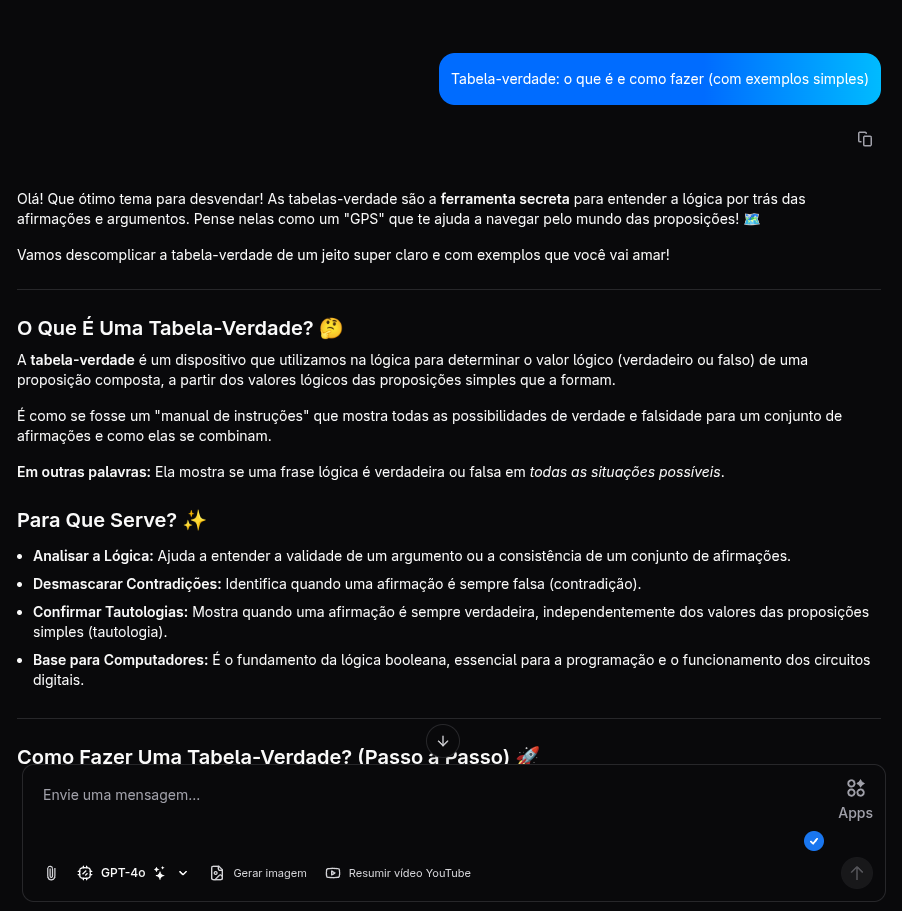 Tabela-verdade: o que é e como fazer (com exemplos simples)
Olá! Que ótimo tema para desvendar! As tabelas-verdade são a ferramenta secreta para entender a lógica por trás das
afirmações e argumentos. Pense nelas como um "GPS" que te ajuda a navegar pelo mundo das proposições! 🗺️
Vamos descomplicar a tabela-verdade de um jeito super claro e com exemplos que você vai amar!
O Que É Uma Tabela-Verdade? 🤔
A tabela-verdade é um dispositivo que utilizamos na lógica para determinar o valor lógico (verdadeiro ou falso) de uma
proposição composta, a partir dos valores lógicos das proposições simples que a formam.
É como se fosse um "manual de instruções" que mostra todas as possibilidades de verdade e falsidade para um conjunto de
afirmações e como elas se combinam.
Em outras palavras: Ela mostra se uma frase lógica é verdadeira ou falsa em todas as situações possíveis.
Para Que Serve? ✨
• Analisar a Lógica: Ajuda a entender a validade de um argumento ou a consistência de um conjunto de afirmações.
• Desmascarar Contradições: Identifica quando uma afirmação é sempre falsa (contradição).
• Confirmar Tautologias: Mostra quando uma afirmação é sempre verdadeira, independentemente dos valores das proposições
simples (tautologia).
• Base para Computadores: É o fundamento da lógica booleana, essencial para a programação e o funcionamento dos circuitos
digitais.
Como Fazer Uma Tabela-Verdade? (Passo a Passo) 🚀
Envie uma mensagem...
Apps
GPT-4o
Gerar imagem
Resumir vídeo YouTube